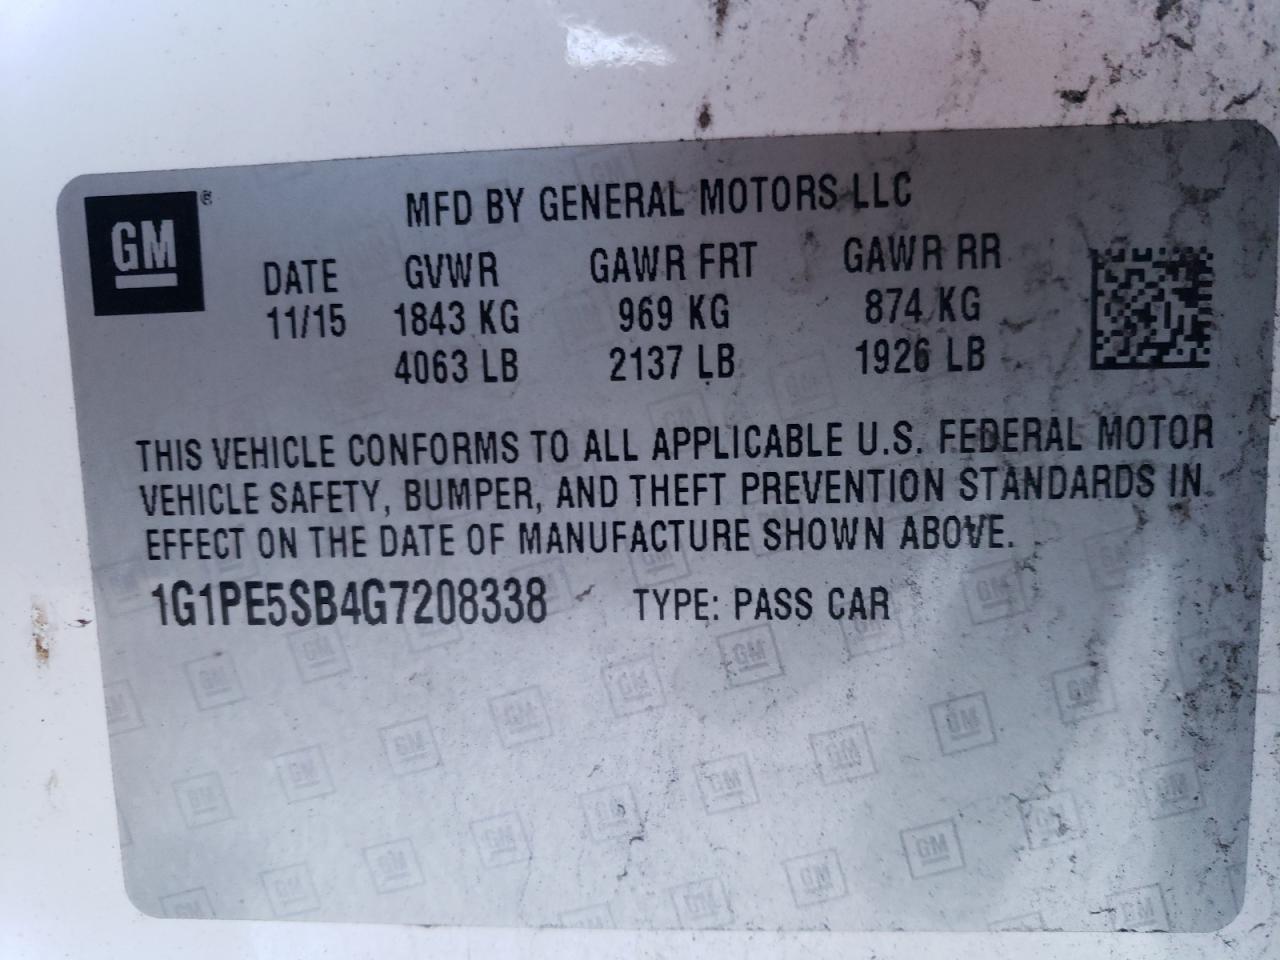 GM ®
MFD BY GENERAL MOTORS LLC
DATE GVWR GAWR FRT GAWR RR
11/15 1843 KG 969 KG 874 KG
4063 LB 2137 LB 1926 LB
THIS VEHICLE CONFORMS TO ALL APPLICABLE U.S. FEDERAL MOTOR
VEHICLE SAFETY, BUMPER, AND THEFT PREVENTION STANDARDS IN
EFFECT ON THE DATE OF MANUFACTURE SHOWN ABOVE.
1G1PE5SB4G7208338 TYPE: PASS CAR